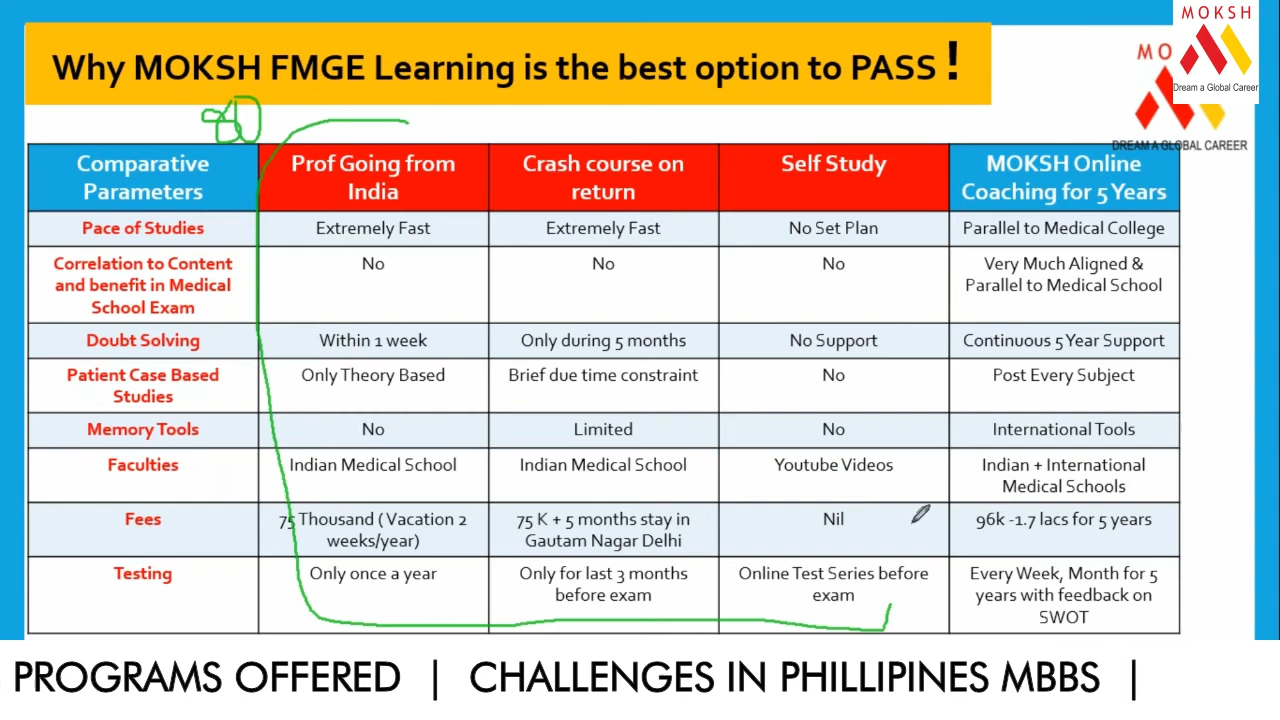 MOKSH
Dream a Global Career
MO
DREAM A GLOBAL CAREER
Why MOKSH FMGE Learning is the best option to PASS !
Comparative Parameters | Prof Going from India | Crash course on return | Self Study | MOKSH Online Coaching for 5 Years
Pace of Studies | Extremely Fast | Extremely Fast | No Set Plan | Parallel to Medical College
Correlation to Content and benefit in Medical School Exam | No | No | No | Very Much Aligned & Parallel to Medical School
Doubt Solving | Within 1 week | Only during 5 months | No Support | Continuous 5 Year Support
Patient Case Based Studies | Only Theory Based | Brief due time constraint | No | Post Every Subject
Memory Tools | No | Limited | No | International Tools
Faculties | Indian Medical School | Indian Medical School | Youtube Videos | Indian + International Medical Schools
Fees | 75 Thousand ( Vacation 2 weeks/year) | 75 K + 5 months stay in Gautam Nagar Delhi | Nil | 96k -1.7 lacs for 5 years
Testing | Only once a year | Only for last 3 months before exam | Online Test Series before exam | Every Week, Month for 5 years with feedback on SWOT
PROGRAMS OFFERED | CHALLENGES IN PHILLIPINES MBBS |